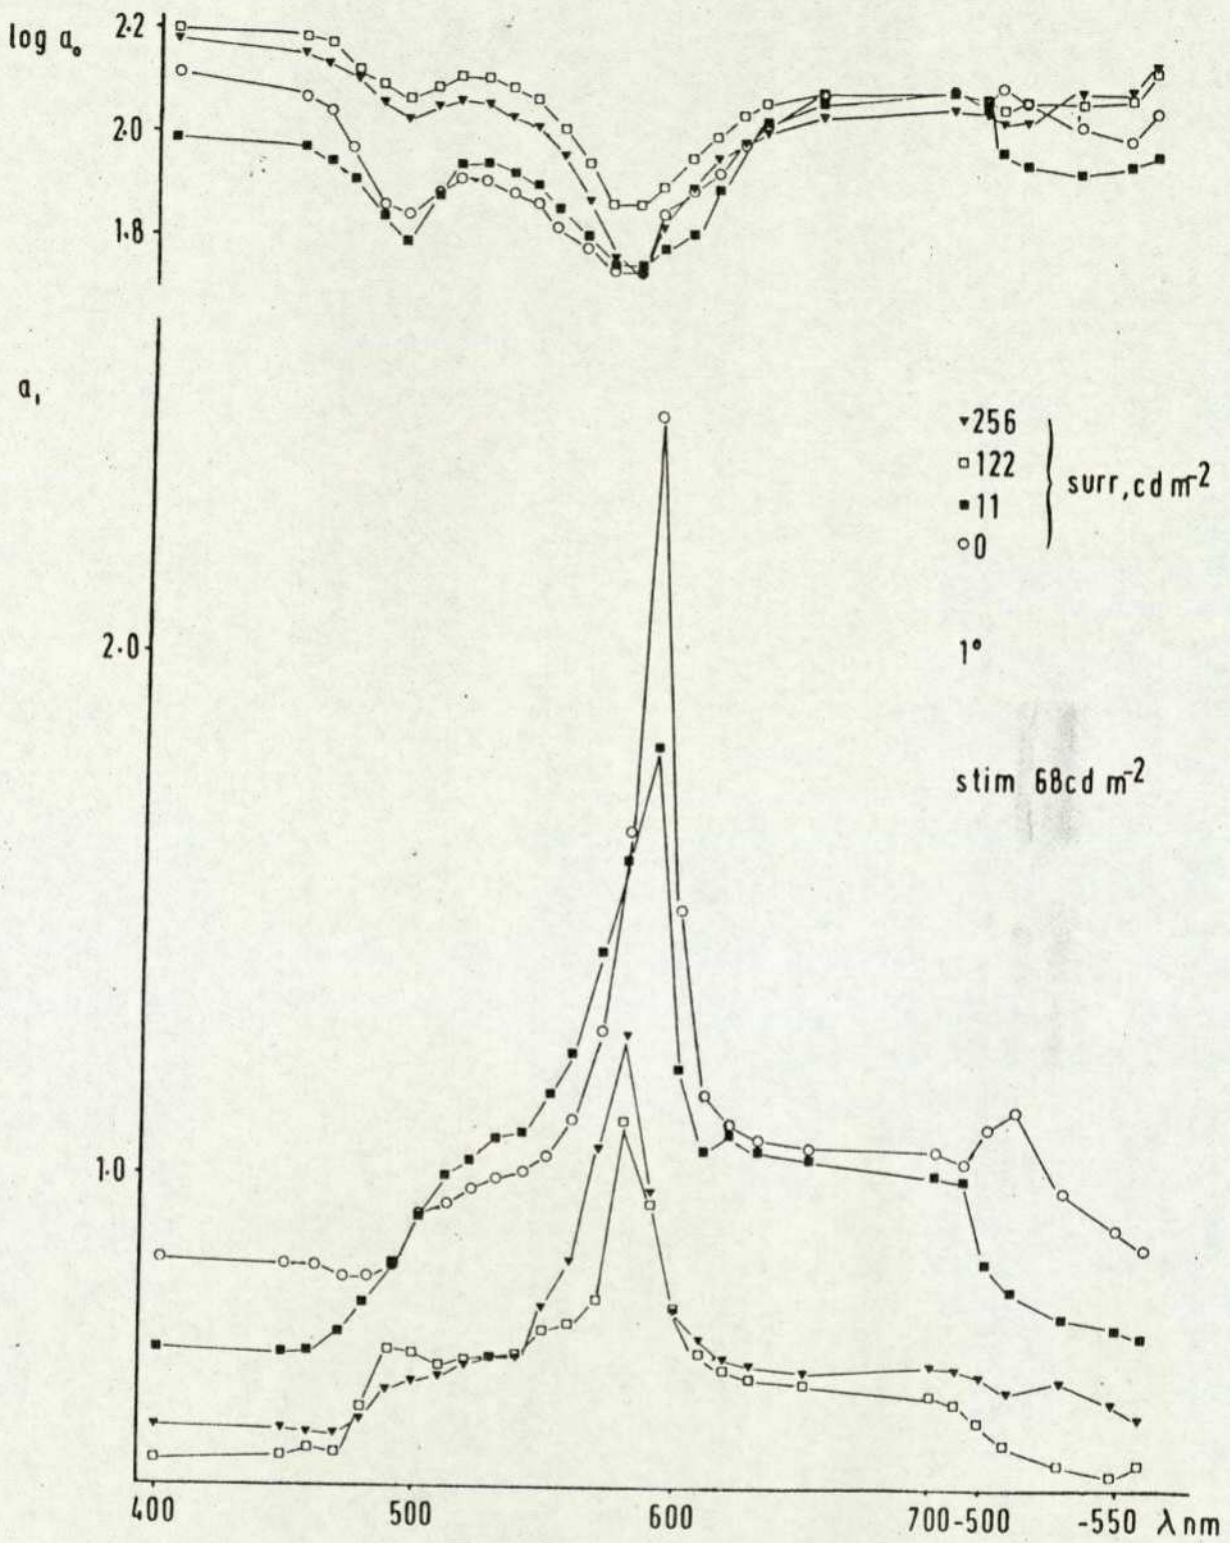 log a₀
2·2
2·0
1·8
a₁
▾256
□122
■11
○0
surr, cd m⁻²
2·0
1°
stim 68cd m⁻²
1·0
400
500
600
700-500
-550 λ nm